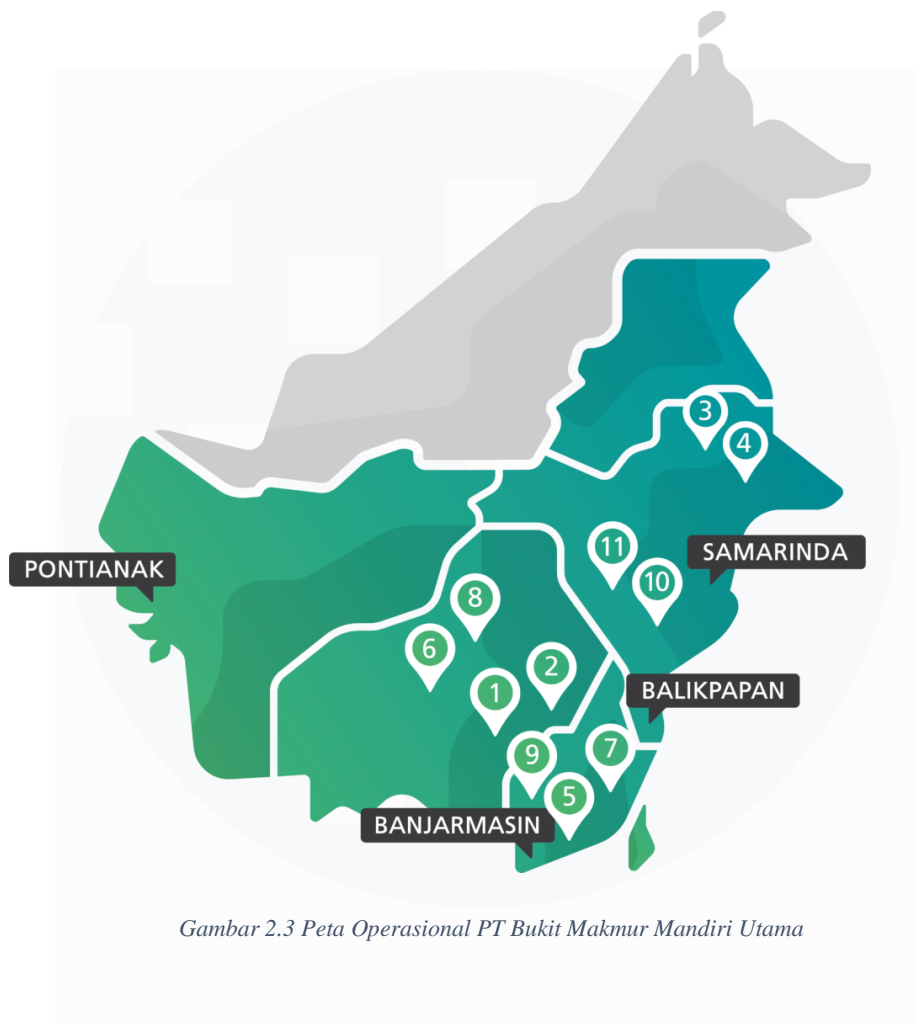 3
4
11
SAMARINDA
PONTIANAK
10
8
6
2
1
BALIKPAPAN
9
7
5
BANJARMASIN
Gambar 2.3 Peta Operasional PT Bukit Makmur Mandiri Utama